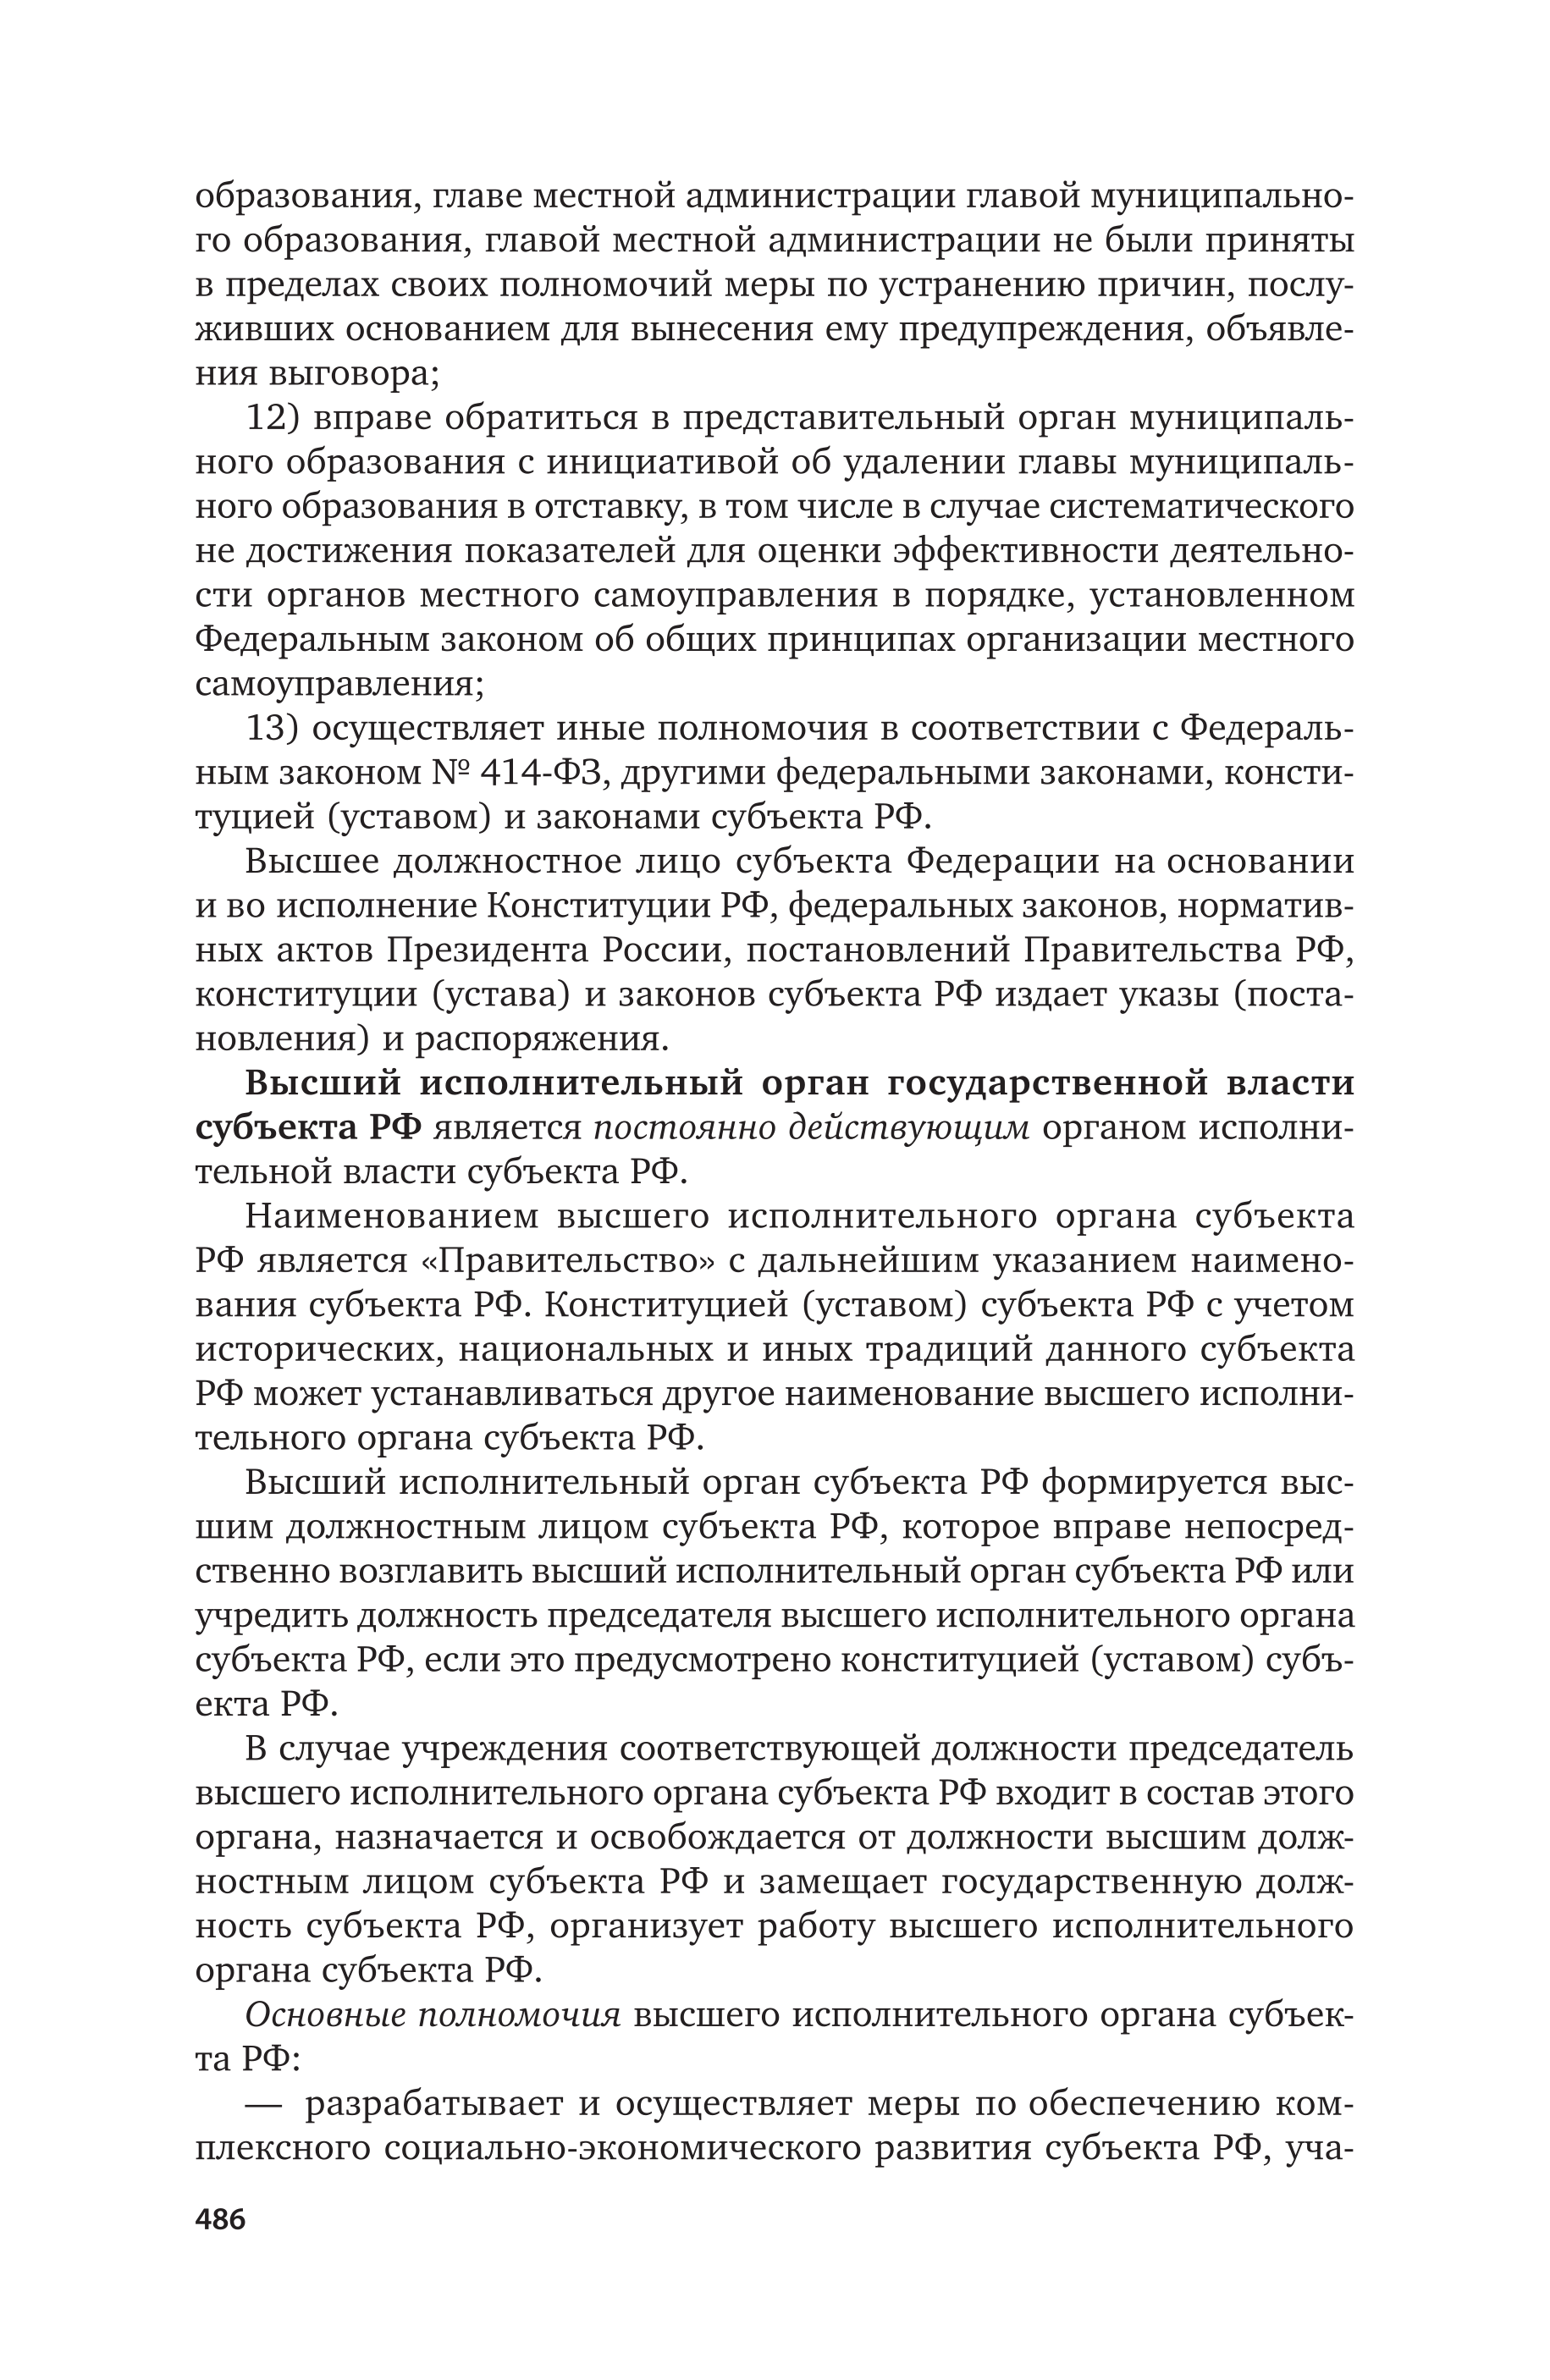 образования, главе местной администрации главой муниципально-
го образования, главой местной администрации не были приняты
в пределах своих полномочий меры по устранению причин, послу-
живших основанием для вынесения ему предупреждения, объявле-
ния выговора;
12) вправе обратиться в представительный орган муниципаль-
ного образования с инициативой об удалении главы муниципаль-
ного образования в отставку, в том числе в случае систематического
не достижения показателей для оценки эффективности деятельно-
сти органов местного самоуправления в порядке, установленном
Федеральным законом об общих принципах организации местного
самоуправления;
13) осуществляет иные полномочия в соответствии с Федераль-
ным законом № 414-ФЗ, другими федеральными законами, консти-
туцией (уставом) и законами субъекта РФ.
Высшее должностное лицо субъекта Федерации на основании
и во исполнение Конституции РФ, федеральных законов, норматив-
ных актов Президента России, постановлений Правительства РФ,
конституции (устава) и законов субъекта РФ издает указы (поста-
новления) и распоряжения.
Высший исполнительный орган государственной власти
субъекта РФ является постоянно действующим органом исполни-
тельной власти субъекта РФ.
Наименованием высшего исполнительного органа субъекта
РФ является «Правительство» с дальнейшим указанием наимено-
вания субъекта РФ. Конституцией (уставом) субъекта РФ с учетом
исторических, национальных и иных традиций данного субъекта
РФ может устанавливаться другое наименование высшего исполни-
тельного органа субъекта РФ.
Высший исполнительный орган субъекта РФ формируется выс-
шим должностным лицом субъекта РФ, которое вправе непосред-
ственно возглавить высший исполнительный орган субъекта РФ или
учредить должность председателя высшего исполнительного органа
субъекта РФ, если это предусмотрено конституцией (уставом) субъ-
екта РФ.
В случае учреждения соответствующей должности председатель
высшего исполнительного органа субъекта РФ входит в состав этого
органа, назначается и освобождается от должности высшим долж-
ностным лицом субъекта РФ и замещает государственную долж-
ность субъекта РФ, организует работу высшего исполнительного
органа субъекта РФ.
Основные полномочия высшего исполнительного органа субъек-
та РФ:
— разрабатывает и осуществляет меры по обеспечению ком-
плексного социально-экономического развития субъекта РФ, уча-
486